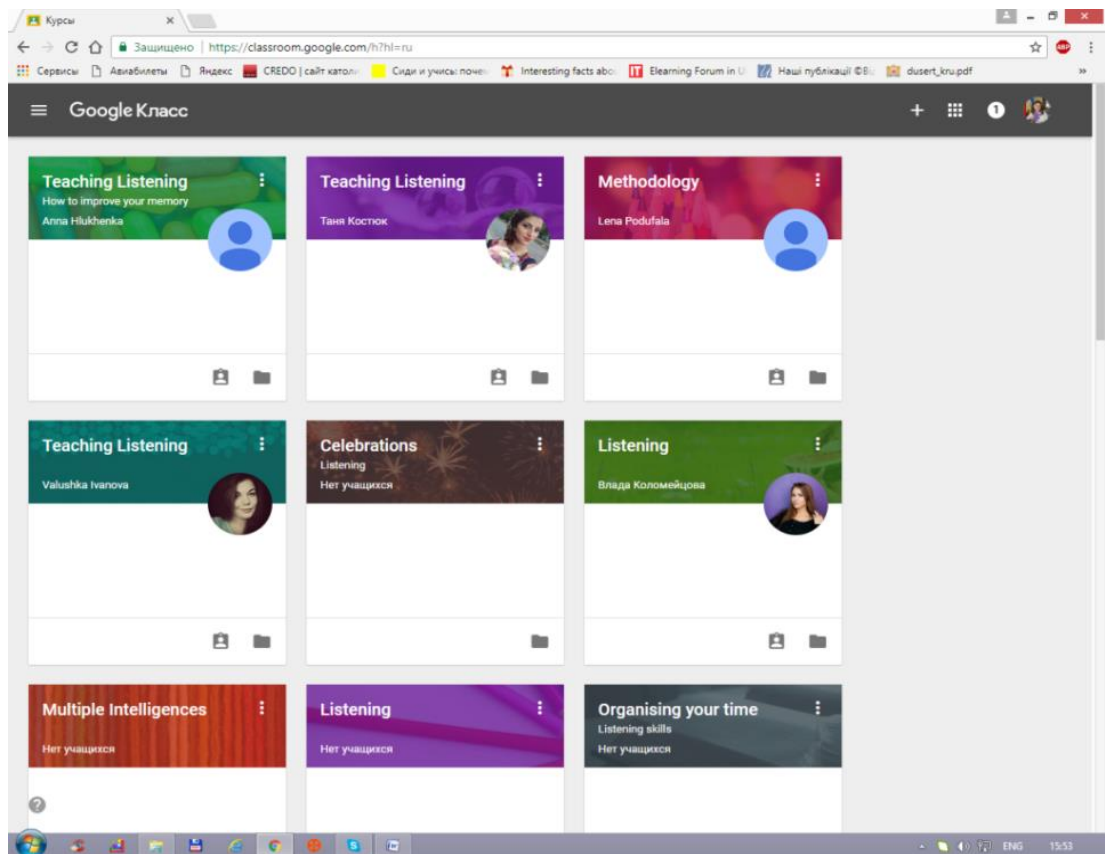 Курсы
Защищено https://classroom.google.com/h?hl=ru
Сервисы Авиабилеты Яндекс CREDO | сайт католи Сиди и учись: поче Interesting facts abo Elearning Forum in U Наші публікації © dusert_kru.pdf »
Google Класс
1
Teaching Listening
How to improve your memory
Anna Hlukhenka
Teaching Listening
Таня Костюк
Methodology
Lena Podufala
Teaching Listening
Valushka Ivanova
Celebrations
Listening
Нет учащихся
Listening
Влада Коломейцова
Multiple Intelligences
Нет учащихся
Listening
Нет учащихся
Organising your time
Listening skills
Нет учащихся
ENG 15:53